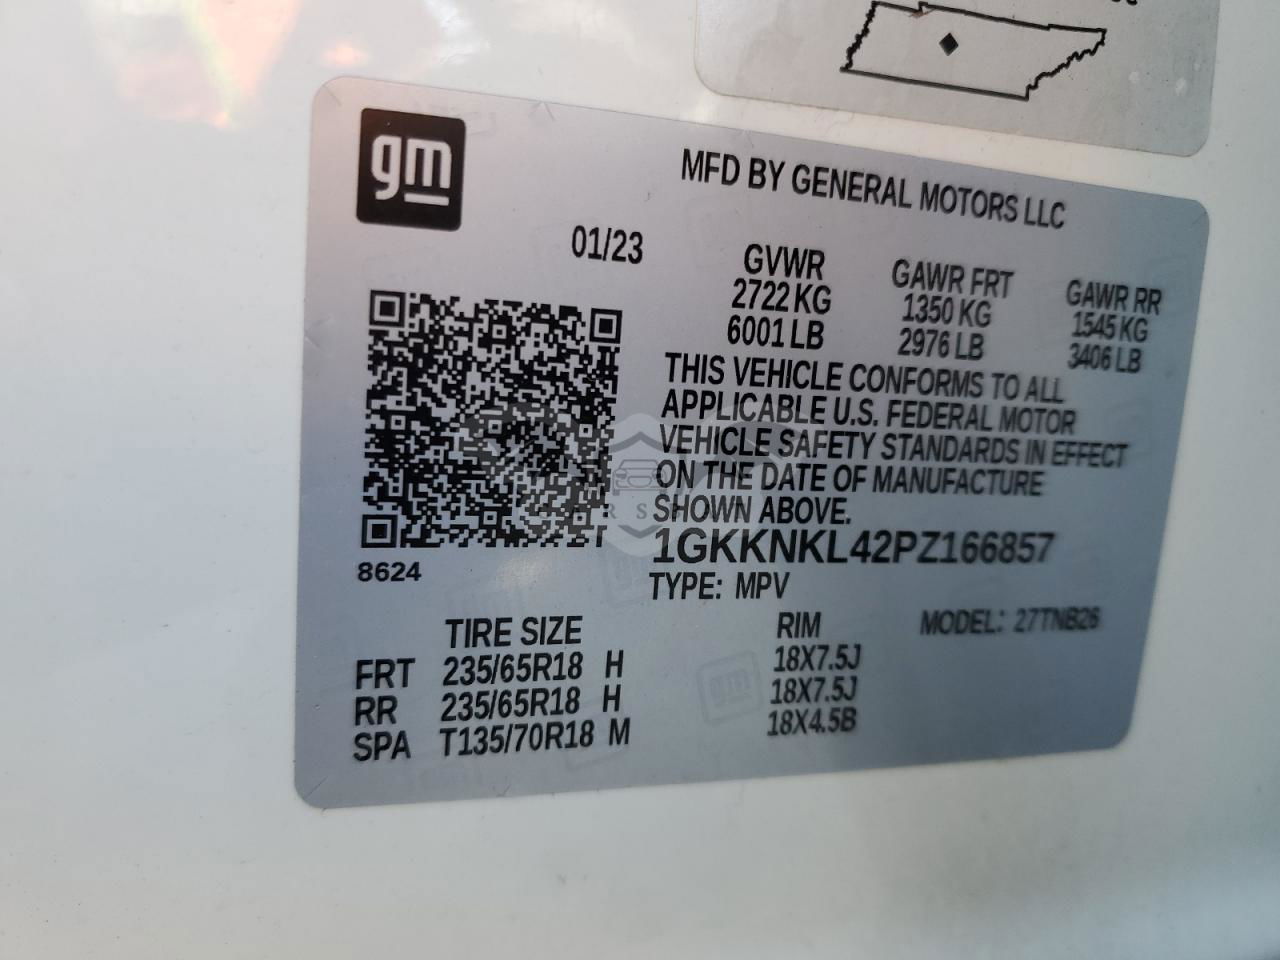 gm
MFD BY GENERAL MOTORS LLC
01/23
GVWR
2722 KG
6001 LB
GAWR FRT
1350 KG
2976 LB
GAWR RR
1545 KG
3406 LB
THIS VEHICLE CONFORMS TO ALL
APPLICABLE U.S. FEDERAL MOTOR
VEHICLE SAFETY STANDARDS IN EFFECT
ON THE DATE OF MANUFACTURE
SHOWN ABOVE.
8624
1GKKNKL42PZ166857
TYPE: MPV
MODEL: 27TNB26
TIRE SIZE RIM
FRT 235/65R18 H 18X7.5J
RR 235/65R18 H 18X7.5J
SPA T135/70R18 M 18X4.5B